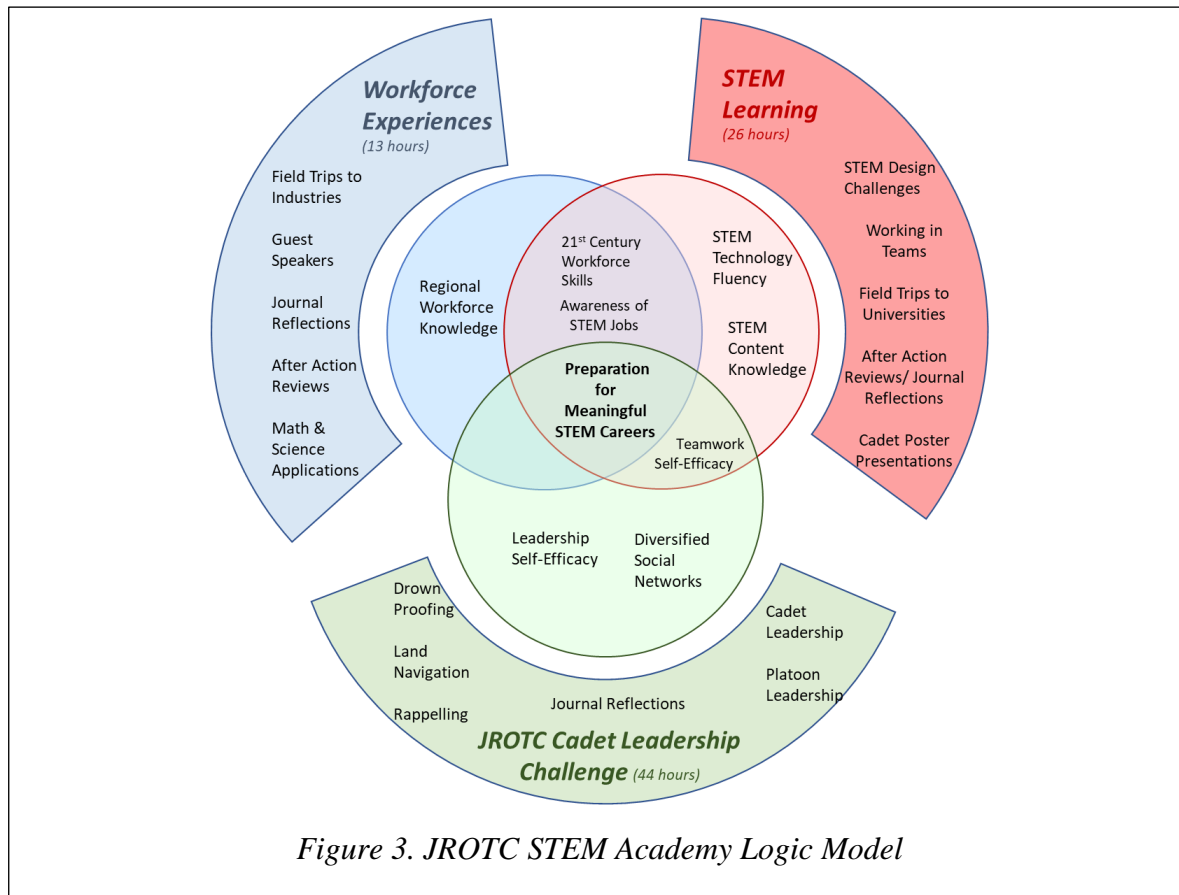 Workforce
Experiences
(13 hours)
Field Trips to
Industries
Guest
Speakers
Journal
Reflections
After Action
Reviews
Math &
Science
Applications
STEM
Learning
(26 hours)
STEM Design
Challenges
Working in
Teams
Field Trips to
Universities
After Action
Reviews/ Journal
Reflections
Cadet Poster
Presentations
Regional
Workforce
Knowledge
21st Century
Workforce
Skills
Awareness of
STEM Jobs
STEM
Technology
Fluency
STEM
Content
Knowledge
Preparation
for
Meaningful
STEM Careers
Teamwork
Self-Efficacy
Leadership
Self-Efficacy
Diversified
Social
Networks
Drown
Proofing
Land
Navigation
Rappelling
Journal Reflections
Cadet
Leadership
Platoon
Leadership
JROTC Cadet Leadership
Challenge (44 hours)
Figure 3. JROTC STEM Academy Logic Model